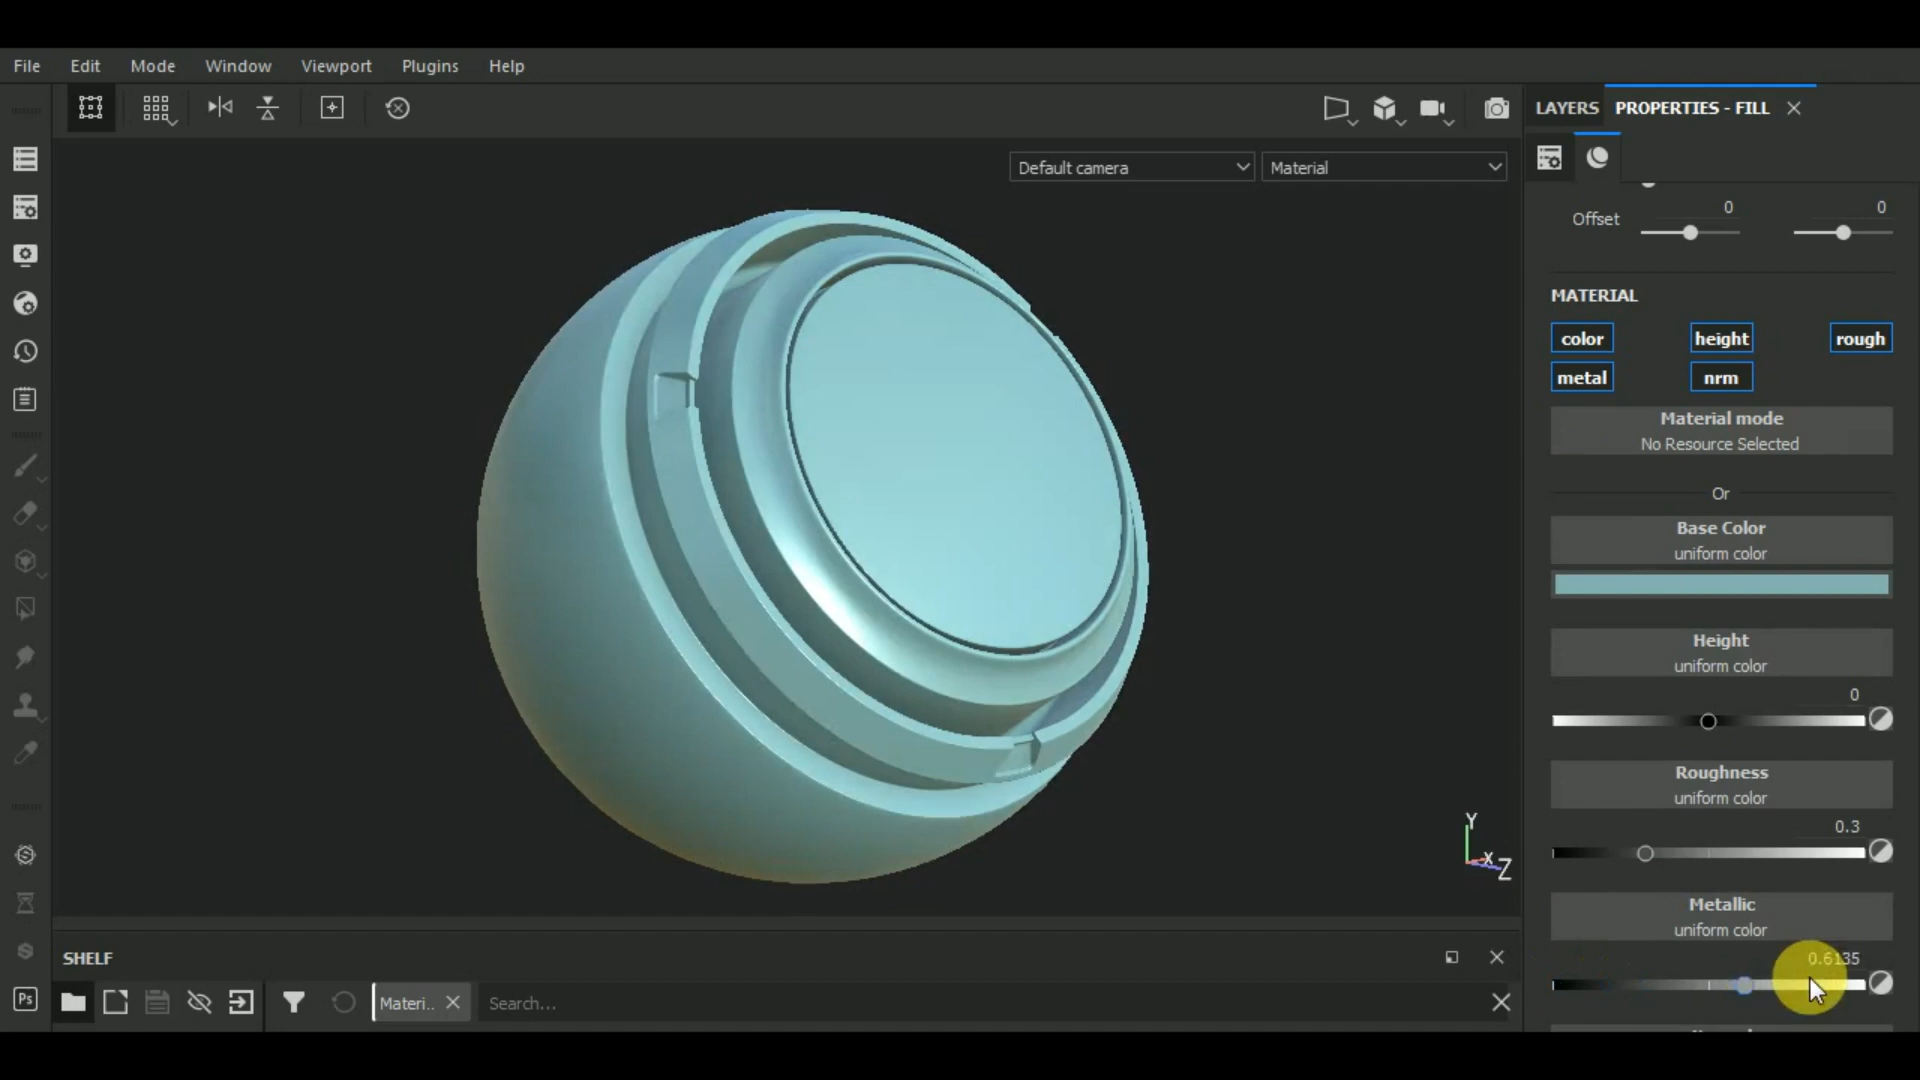 File Edit Mode Window Viewport Plugins Help
LAYERS PROPERTIES - FILL
Default camera Material
Offset 0 0
MATERIAL
color height rough
metal nrm
Material mode
No Resource Selected
Or
Base Color
uniform color
Height
uniform color
0
Roughness
uniform color
0.3
Metallic
uniform color
0.6135
Y
X
Z
SHELF
Ps
Materi.. Search...